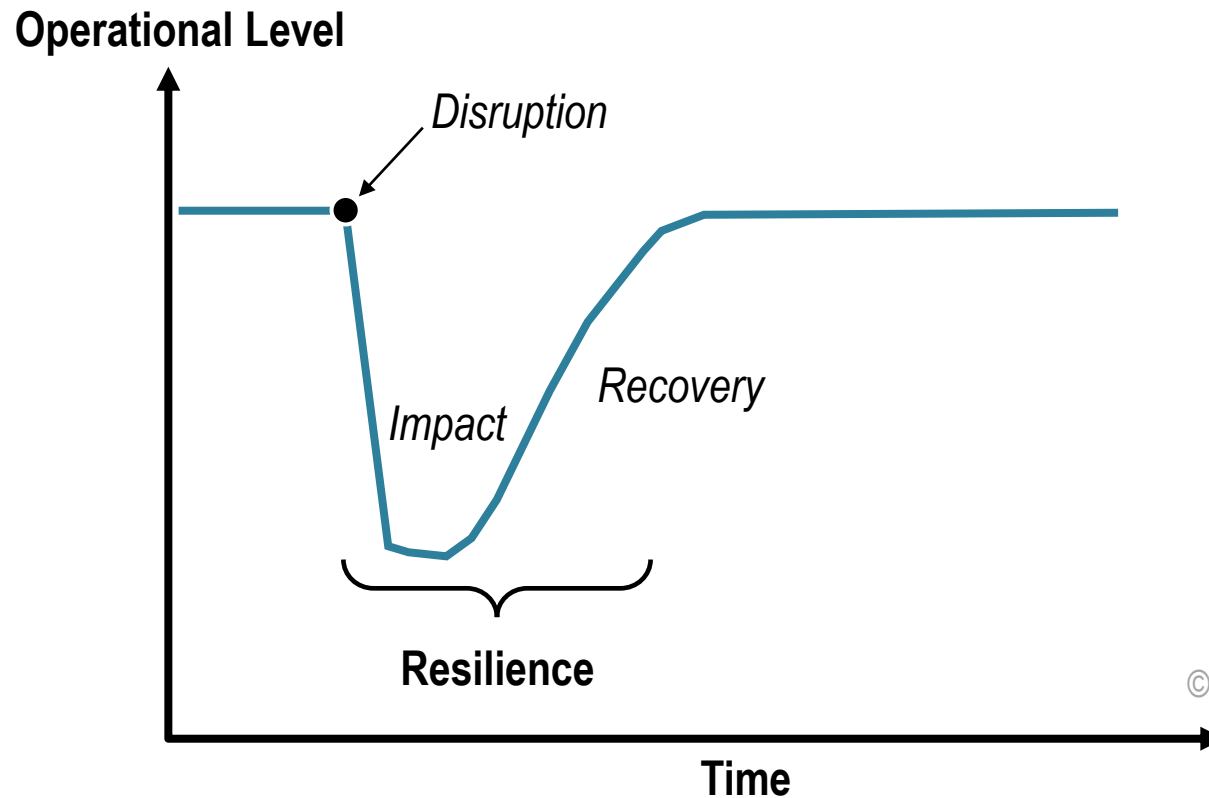 Operational Level
Disruption
Recovery
Impact
Resilience
©
Time